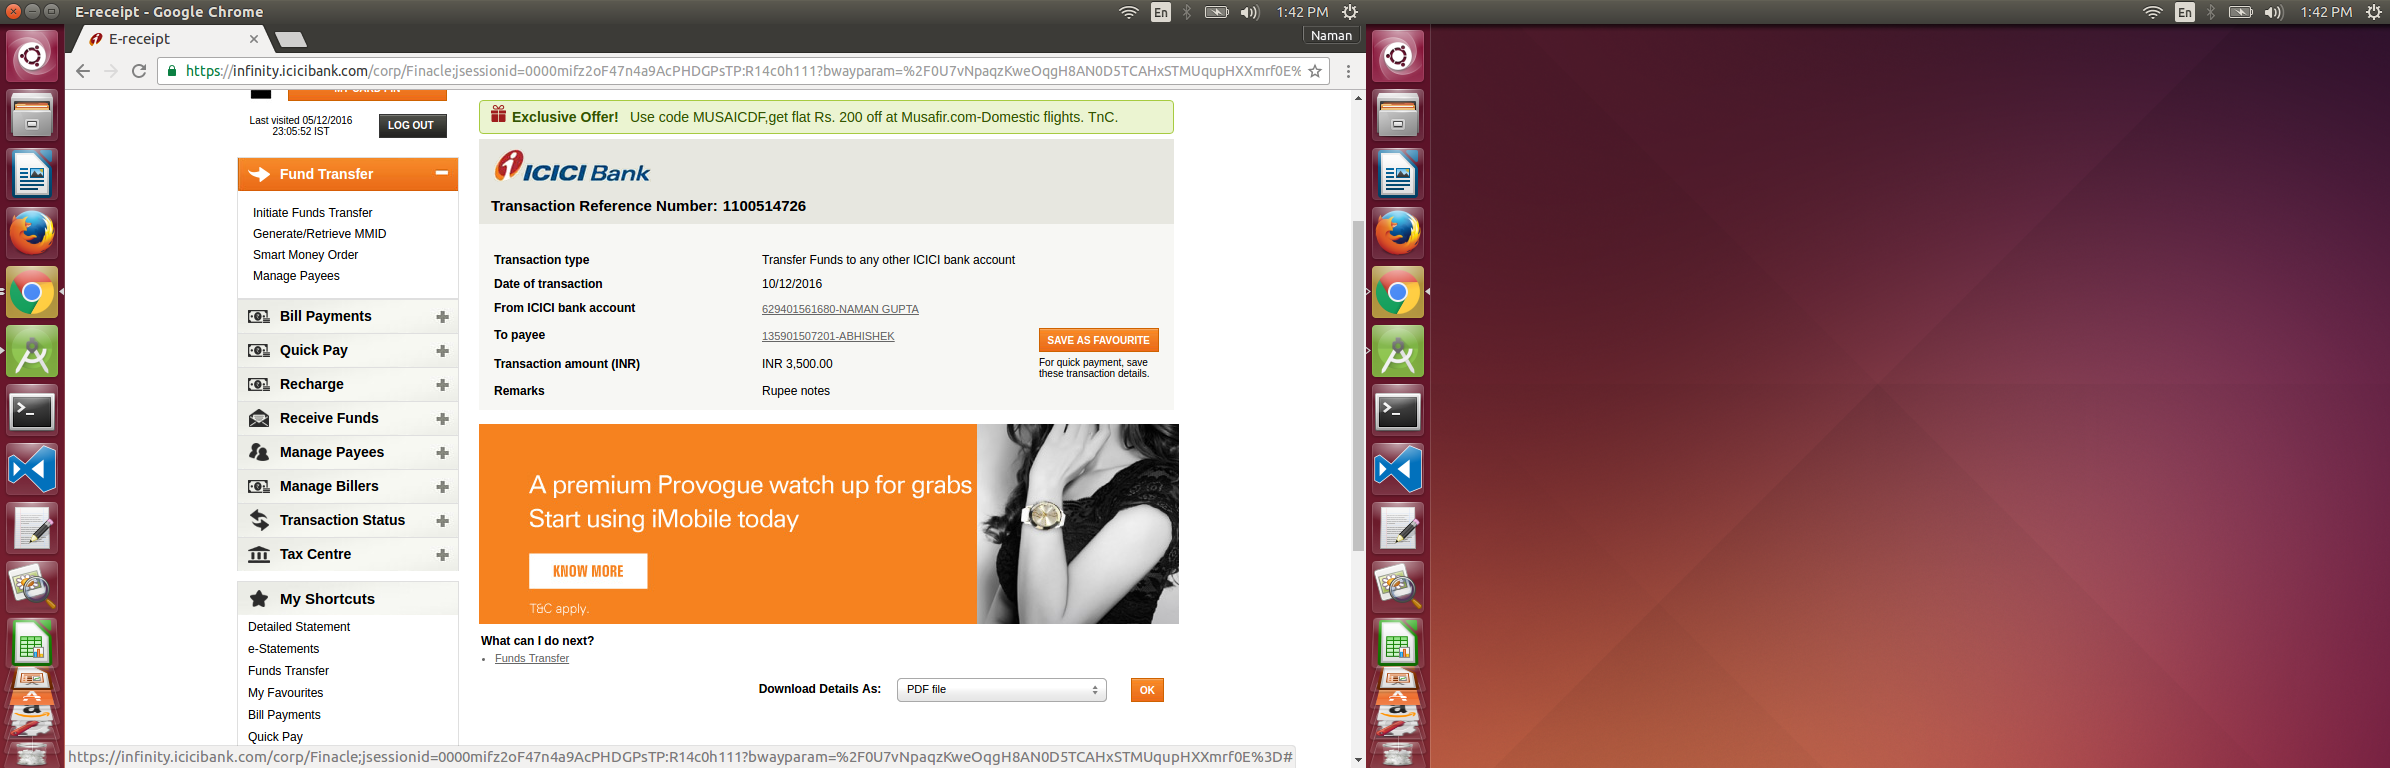 E-receipt - Google Chrome
En
1:42 PM
En
1:42 PM
E-receipt
Naman
https://infinity.icicibank.com/corp/Finacle;jsessionid=0000mifz2oF47n4a9AcPHDGPsTP:R14c0h111?bwayparam=%2F0U7vNpaqzKweOqgH8AN0D5TCAHxSTMUqupHXXmrf0E%
Last visited 05/12/2016
23:05:52 IST
LOG OUT
Fund Transfer
Initiate Funds Transfer
Generate/Retrieve MMID
Smart Money Order
Manage Payees
Bill Payments
Quick Pay
Recharge
Receive Funds
Manage Payees
Manage Billers
Transaction Status
Tax Centre
My Shortcuts
Detailed Statement
e-Statements
Funds Transfer
My Favourites
Bill Payments
Quick Pay
Exclusive Offer! Use code MUSAICDF,get flat Rs. 200 off at Musafir.com-Domestic flights. TnC.
ICICI Bank
Transaction Reference Number: 1100514726
Transaction type Transfer Funds to any other ICICI bank account
Date of transaction 10/12/2016
From ICICI bank account 629401561680-NAMAN GUPTA
To payee 135901507201-ABHISHEK
SAVE AS FAVOURITE
For quick payment, save
these transaction details.
Transaction amount (INR) INR 3,500.00
Remarks Rupee notes
A premium Provogue watch up for grabs
Start using iMobile today
KNOW MORE
T&C apply.
What can I do next?
• Funds Transfer
Download Details As: PDF file OK
https://infinity.icicibank.com/corp/Finacle;jsessionid=0000mifz2oF47n4a9AcPHDGPsTP:R14c0h111?bwayparam=%2F0U7vNpaqzKweOqgH8AN0D5TCAHxSTMUqupHXXmrf0E%3D#